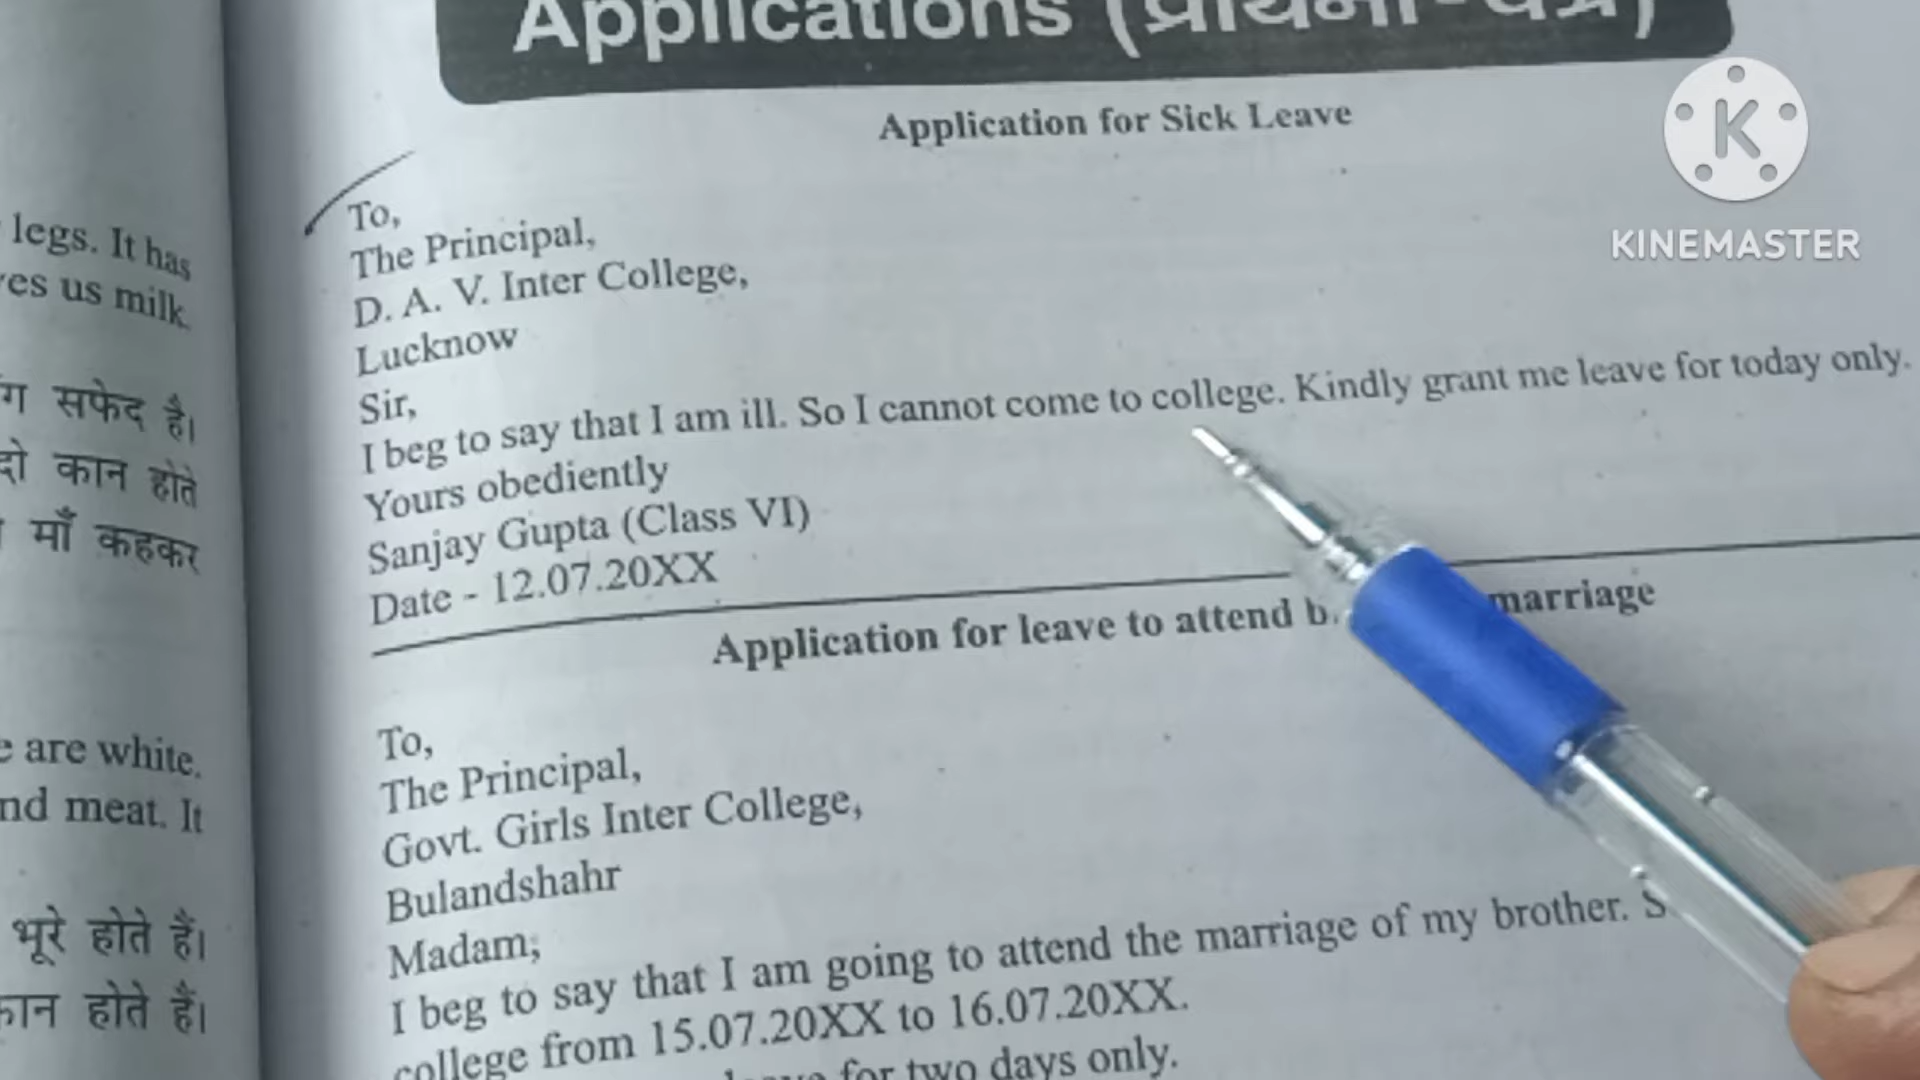 Applications (प्रार्थना-पत्र)
Application for Sick Leave
To,
The Principal,
D. A. V. Inter College,
Lucknow
Sir,
I beg to say that I am ill. So I cannot come to college. Kindly grant me leave for today only.
Yours obediently
Sanjay Gupta (Class VI)
Date - 12.07.20XX
Application for leave to attend marriage
To,
The Principal,
Govt. Girls Inter College,
Bulandshahr
Madam,
I beg to say that I am going to attend the marriage of my brother.
college from 15.07.20XX to 16.07.20XX.
for two days only.
legs. It has
us milk.
सफेद है।
कान होते
माँ कहकर
are white.
meat. It
भूरे होते हैं।
होते हैं।
K
KINEMASTER